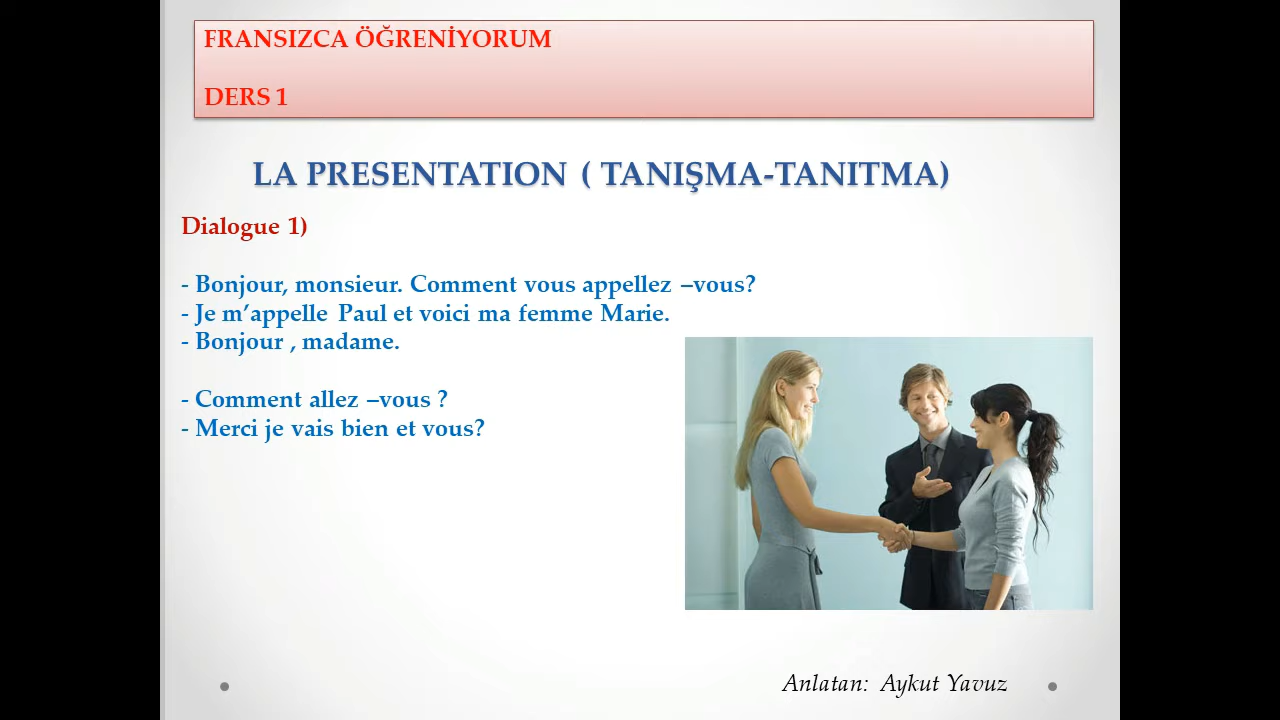 FRANSIZCA ÖĞRENİYORUM
DERS 1
LA PRESENTATION ( TANIŞMA-TANITMA)
Dialogue 1)
- Bonjour, monsieur. Comment vous appellez –vous?
- Je m’appelle Paul et voici ma femme Marie.
- Bonjour , madame.
- Comment allez –vous ?
- Merci je vais bien et vous?
Anlatan: Aykut Yavuz